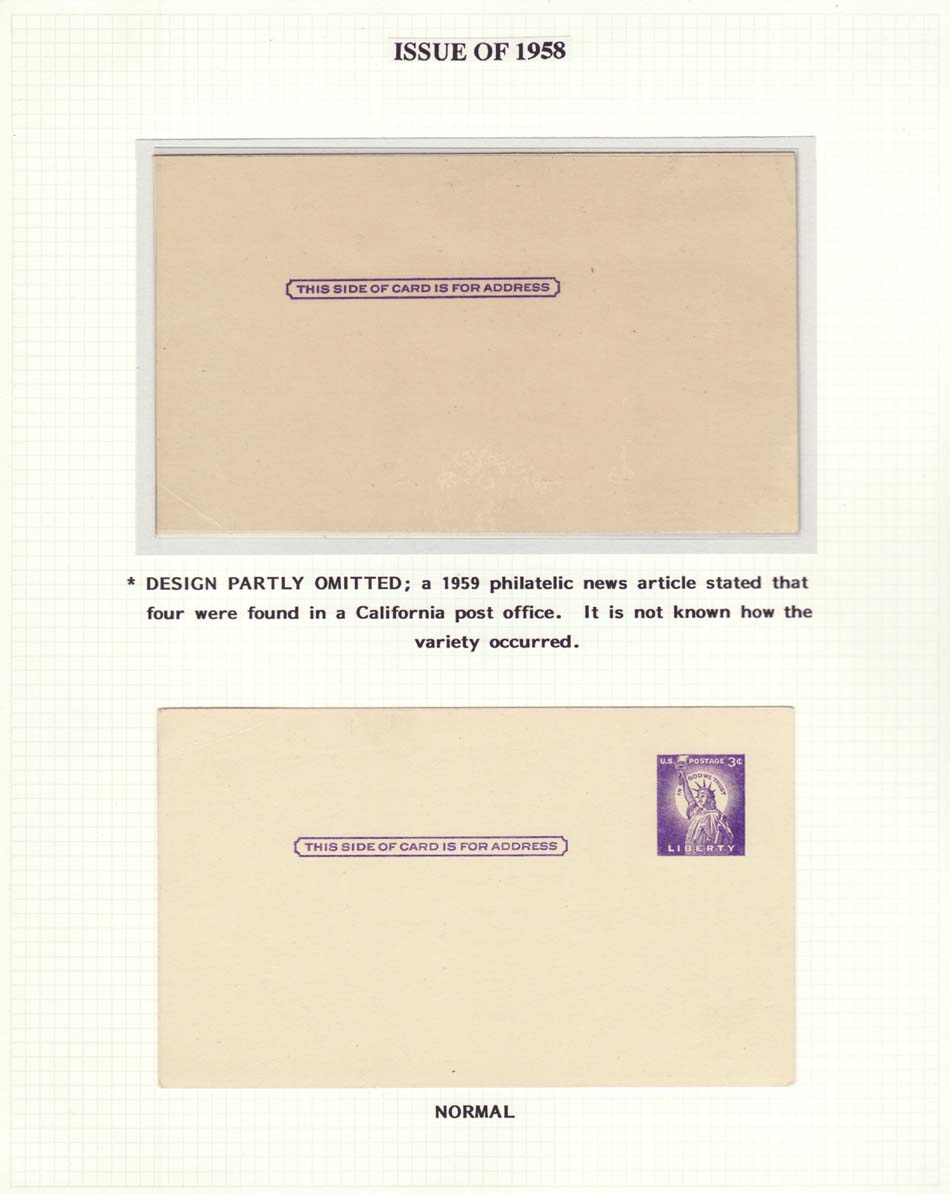 ISSUE OF 1958
THIS SIDE OF CARD IS FOR ADDRESS
* DESIGN PARTLY OMITTED; a 1959 philatelic news article stated that
four were found in a California post office. It is not known how the
variety occurred.
U.S. POSTAGE 3¢
IN GOD WE TRUST
THIS SIDE OF CARD IS FOR ADDRESS
LIBERTY
NORMAL